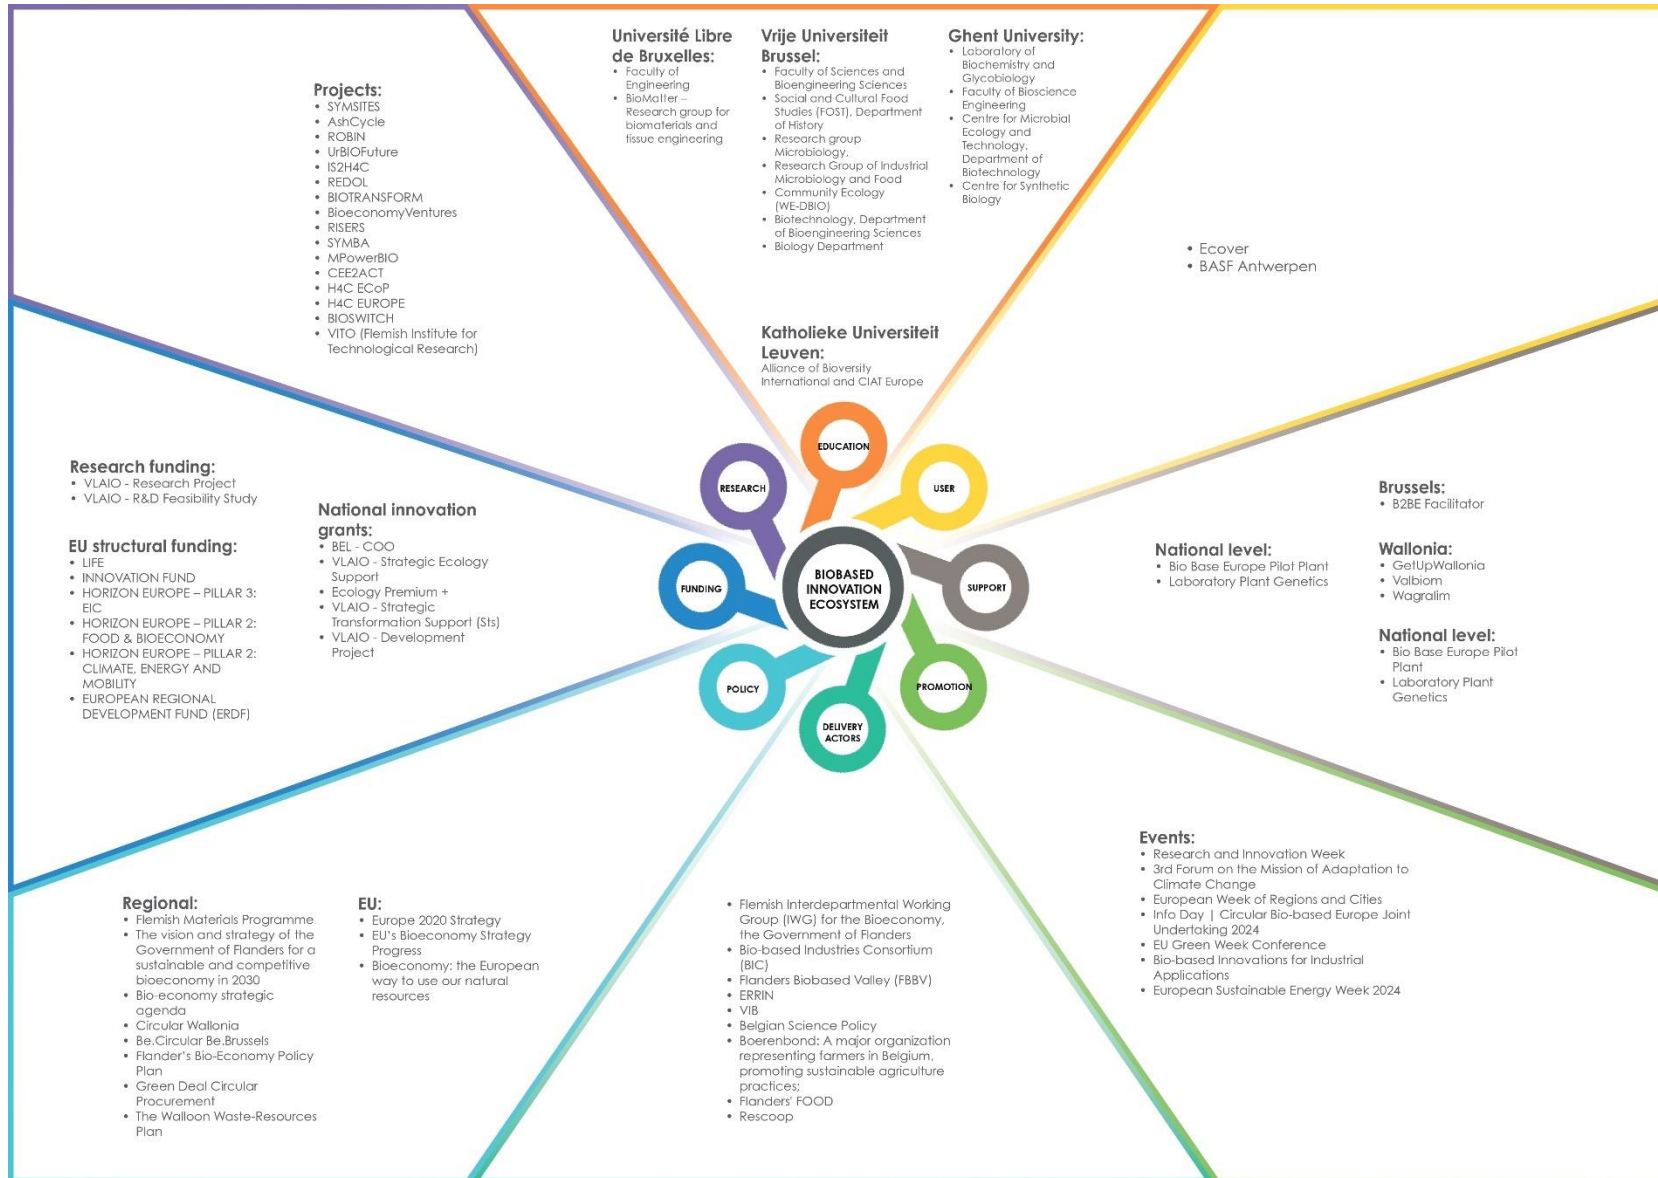 Projects:
• SYMSITES
• AshCycle
• ROBIN
• UrBIOFuture
• IS2H4C
• REDOL
• BIOTRANSFORM
• BioeconomyVentures
• RISERS
• SYMBA
• MPowerBIO
• CEE2ACT
• H4C ECoP
• H4C EUROPE
• BIOSWITCH
• VITO (Flemish Institute for
Technological Research)
Université Libre
de Bruxelles:
• Faculty of
Engineering
• BioMatter –
Research group for
biomaterials and
tissue engineering
Vrije Universiteit
Brussel:
• Faculty of Sciences and
Bioengineering Sciences
• Social and Cultural Food
Studies (FOST), Department
of History
• Research group
Microbiology,
• Research Group of Industrial
Microbiology and Food
• Community Ecology
(WE-DBIO)
• Biotechnology, Department
of Bioengineering Sciences
• Biology Department
Ghent University:
• Laboratory of
Biochemistry and
Glycobiology
• Faculty of Bioscience
Engineering
• Centre for Microbial
Ecology and
Technology,
Department of
Biotechnology
• Centre for Synthetic
Biology
Katholieke Universiteit
Leuven:
Alliance of Bioversity
International and CIAT Europe
• Ecover
• BASF Antwerpen
EDUCATION
RESEARCH
USER
FUNDING
BIOBASED
INNOVATION
ECOSYSTEM
SUPPORT
POLICY
PROMOTION
DELIVERY
ACTORS
Research funding:
• VLAIO - Research Project
• VLAIO - R&D Feasibility Study
EU structural funding:
• LIFE
• INNOVATION FUND
• HORIZON EUROPE – PILLAR 3:
EIC
• HORIZON EUROPE – PILLAR 2:
FOOD & BIOECONOMY
• HORIZON EUROPE – PILLAR 2:
CLIMATE, ENERGY AND
MOBILITY
• EUROPEAN REGIONAL
DEVELOPMENT FUND (ERDF)
National innovation
grants:
• BEL - COO
• VLAIO - Strategic Ecology
Support
• Ecology Premium +
• VLAIO - Strategic
Transformation Support (Sts)
• VLAIO - Development
Project
National level:
• Bio Base Europe Pilot Plant
• Laboratory Plant Genetics
Brussels:
• B2BE Facilitator
Wallonia:
• GetUpWallonia
• Valbiom
• Wagralim
National level:
• Bio Base Europe Pilot
Plant
• Laboratory Plant
Genetics
Regional:
• Flemish Materials Programme
• The vision and strategy of the
Government of Flanders for a
sustainable and competitive
bioeconomy in 2030
• Bio-economy strategic
agenda
• Circular Wallonia
• Be.Circular Be.Brussels
• Flander's Bio-Economy Policy
Plan
• Green Deal Circular
Procurement
• The Walloon Waste-Resources
Plan
EU:
• Europe 2020 Strategy
• EU's Bioeconomy Strategy
Progress
• Bioeconomy: the European
way to use our natural
resources
• Flemish Interdepartmental Working
Group (IWG) for the Bioeconomy,
the Government of Flanders
• Bio-based Industries Consortium
(BIC)
• Flanders Biobased Valley (FBBV)
• ERRIN
• VIB
• Belgian Science Policy
• Boerenbond: A major organization
representing farmers in Belgium,
promoting sustainable agriculture
practices;
• Flanders' FOOD
• Rescoop
Events:
• Research and Innovation Week
• 3rd Forum on the Mission of Adaptation to
Climate Change
• European Week of Regions and Cities
• Info Day | Circular Bio-based Europe Joint
Undertaking 2024
• EU Green Week Conference
• Bio-based Innovations for Industrial
Applications
• European Sustainable Energy Week 2024